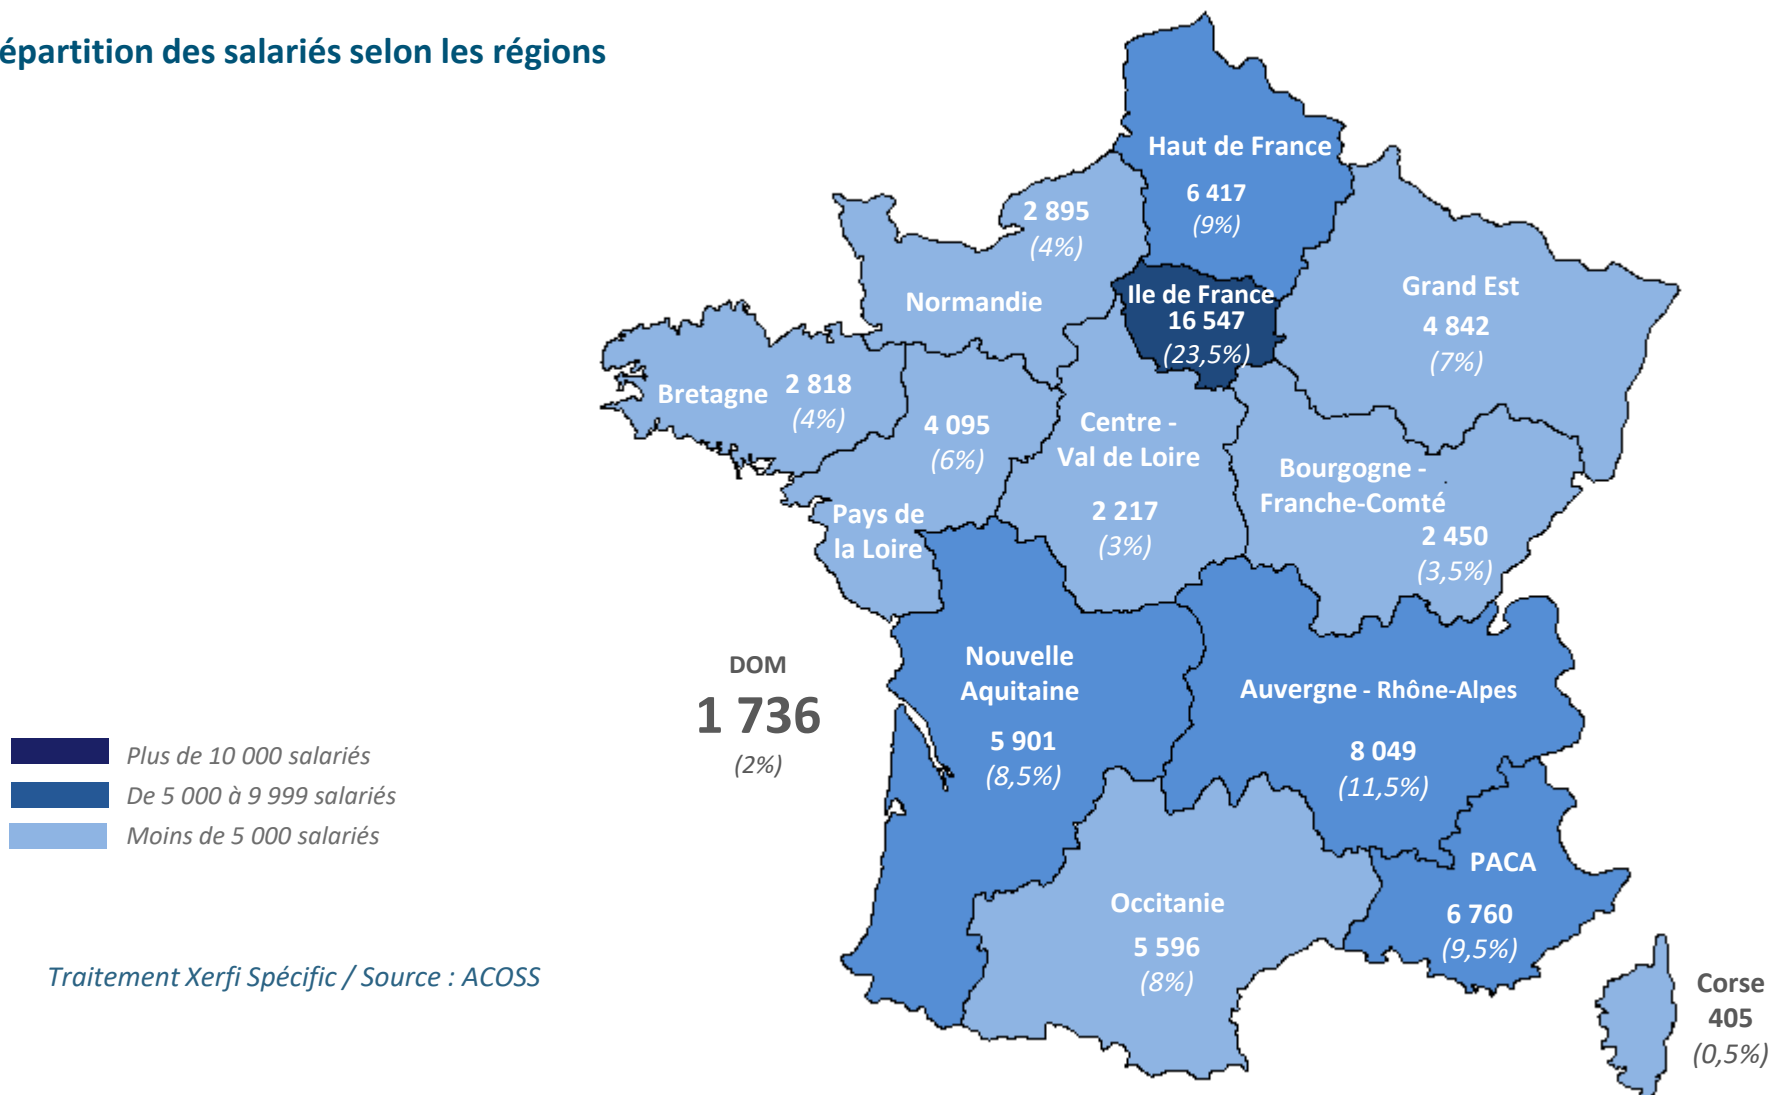 épartition des salariés selon les régions
Haut de France
6 417
(9%)
2 895
(4%)
Normandie
Ile de France
16 547
(23,5%)
Grand Est
4 842
(7%)
Bretagne
2 818
(4%)
4 095
(6%)
Pays de
la Loire
Centre -
Val de Loire
2 217
(3%)
Bourgogne -
Franche-Comté
2 450
(3,5%)
DOM
1 736
(2%)
Nouvelle
Aquitaine
5 901
(8,5%)
Auvergne - Rhône-Alpes
8 049
(11,5%)
Plus de 10 000 salariés
De 5 000 à 9 999 salariés
Moins de 5 000 salariés
PACA
6 760
(9,5%)
Occitanie
5 596
(8%)
Traitement Xerfi Spécific / Source : ACOSS
Corse
405
(0,5%)